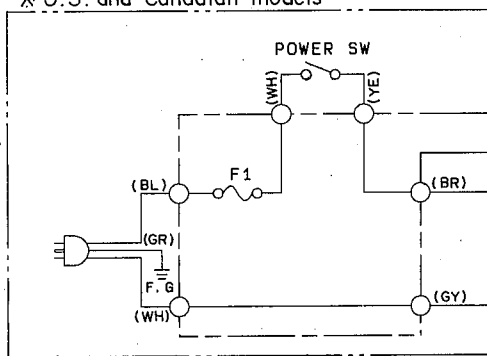 ※ U.S. and Canadian models
POWER SW
(WH)
(YE)
F1
(BL)
(BR)
(GR)
F.G
(WH)
(GY)